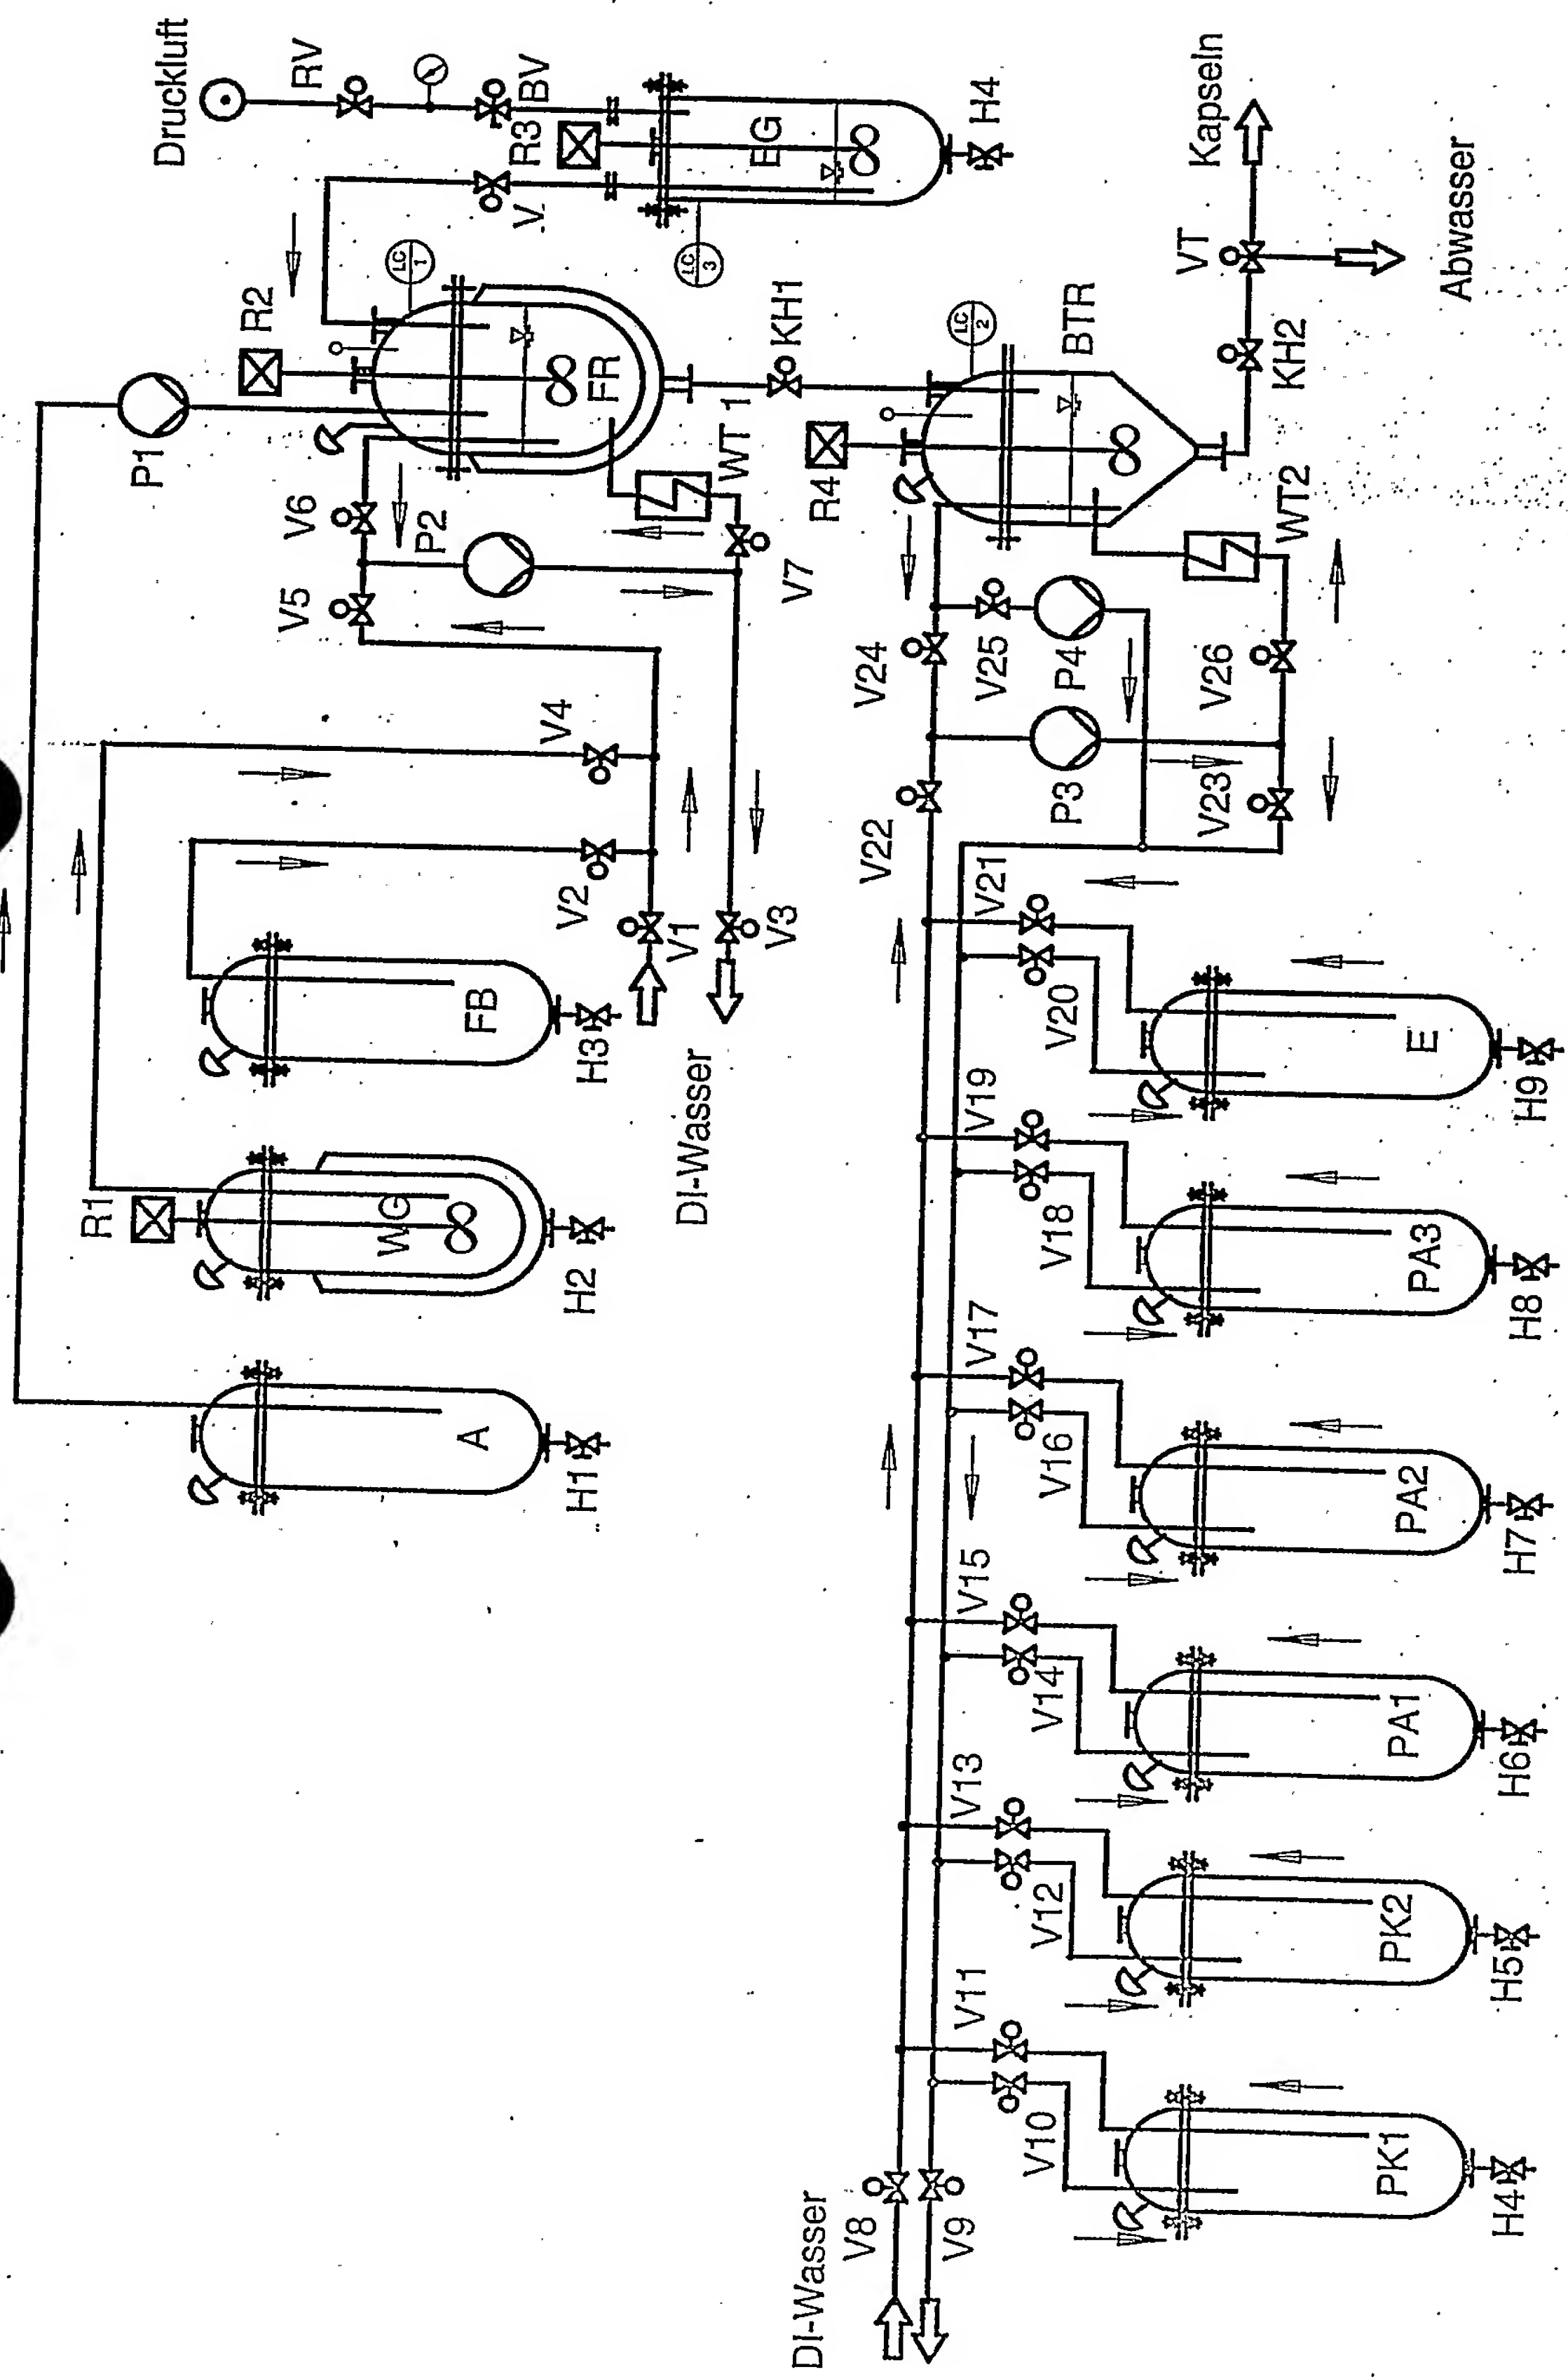 Druckluft
RV
BV
R3
V
EG
H4
LC
3
LC
1
R2
P1
FR
KH1
WT 1
V6
P2
V5
V7
V4
V2
V1
V3
DI-Wasser
FB
H3
R1
WG
H2
A
H1
Kapseln
VT
Abwasser
KH2
LC
2
BTR
R4
WT2
V24
V25
P4
V26
P3
V23
V22
V21
V20
E
H9
V19
V18
PA3
H8
V17
V16
PA2
H7
V15
V14
PA1
H6
V13
V12
PK2
H5
V11
V10
PK1
H4
DI-Wasser
V8
V9